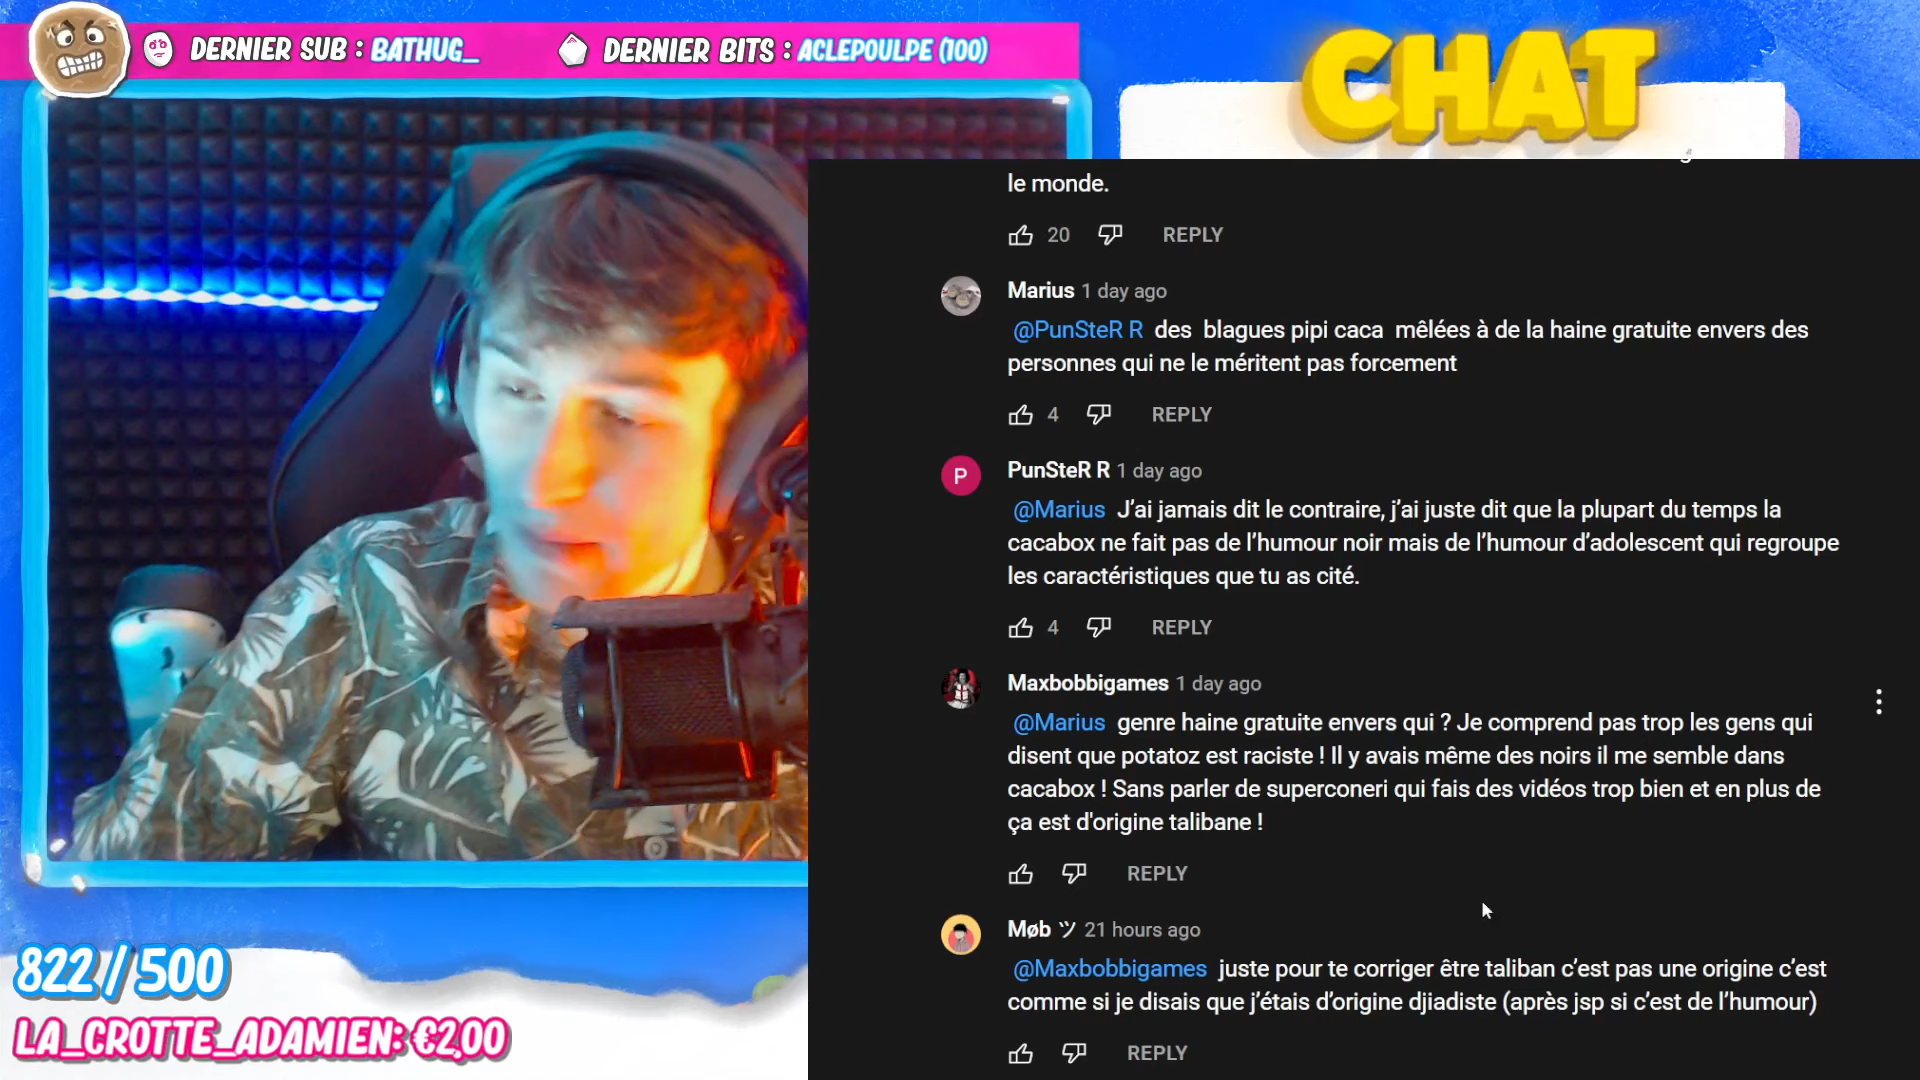 DERNIER SUB : BATHUG_
DERNIER BITS : ACLEPOULPE (100)
CHAT
le monde.
20 REPLY
Marius 1 day ago
@PunSteR R des blagues pipi caca mêlées à de la haine gratuite envers des
personnes qui ne le méritent pas forcement
4 REPLY
P
PunSteR R 1 day ago
@Marius J’ai jamais dit le contraire, j’ai juste dit que la plupart du temps la
cacabox ne fait pas de l’humour noir mais de l’humour d’adolescent qui regroupe
les caractéristiques que tu as cité.
4 REPLY
Maxbobbigames 1 day ago
@Marius genre haine gratuite envers qui ? Je comprend pas trop les gens qui
disent que potatoz est raciste ! Il y avais même des noirs il me semble dans
cacabox ! Sans parler de superconeri qui fais des vidéos trop bien et en plus de
ça est d'origine talibane !
REPLY
Møb ツ 21 hours ago
@Maxbobbigames juste pour te corriger être taliban c’est pas une origine c’est
comme si je disais que j’étais d’origine djiadiste (après jsp si c’est de l’humour)
REPLY
822 / 500
LA_CROTTE_ADAMIEN: €2,00